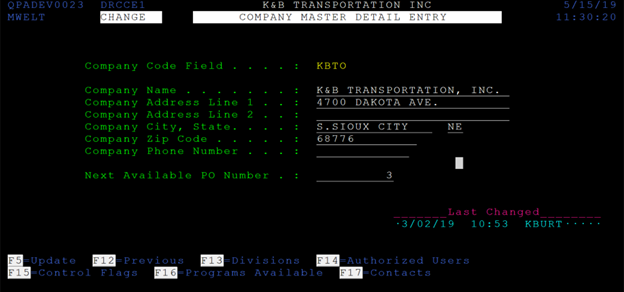 QPADEV0023 DRCCE1 K&B TRANSPORTATION INC 5/15/19
MWELT CHANGE COMPANY MASTER DETAIL ENTRY 11:30:20
Company Code Field . . . . : KBTO
Company Name . . . . . . . : K&B TRANSPORTATION, INC.
Company Address Line 1 . . : 4700 DAKOTA AVE.
Company Address Line 2 . . :
Company City, State. . . . : S.SIOUX CITY NE
Company Zip Code . . . . . : 68776
Company Phone Number . . . :
Next Available PO Number . . : 3
Last Changed
3/02/19 10:53 KBURT
F5=Update F12=Previous F13=Divisions F14=Authorized Users
F15=Control Flags F16=Programs Available F17=Contacts